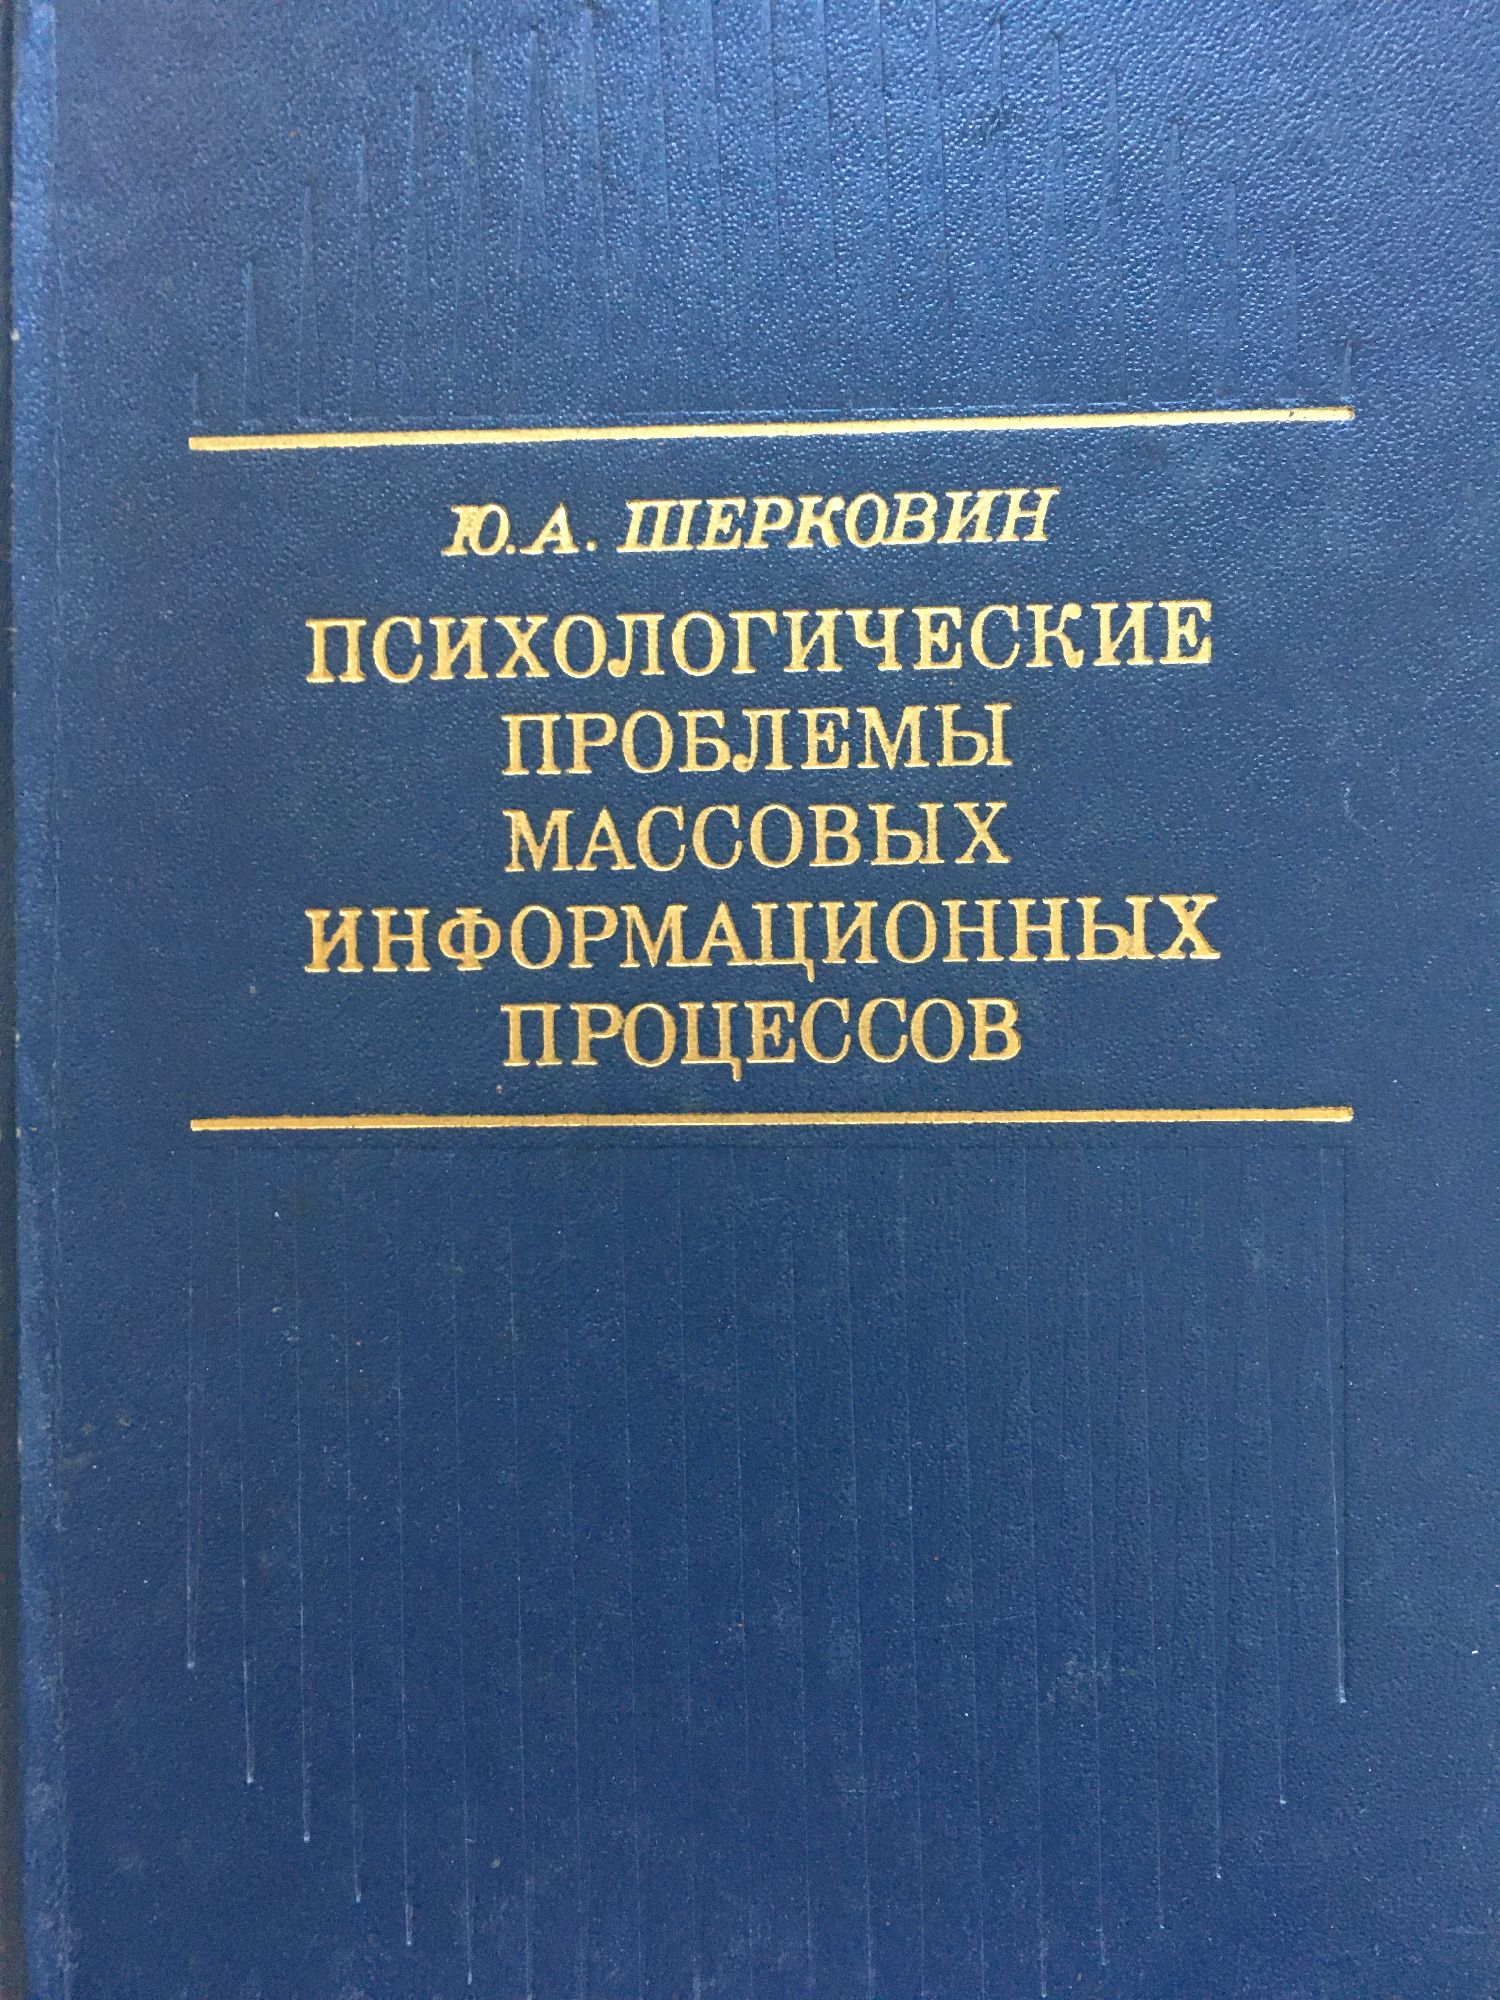 Ю.А. ШЕРКОВИН
ПСИХОЛОГИЧЕСКИЕ
ПРОБЛЕМЫ
МАССОВЫХ
ИНФОРМАЦИОННЫХ
ПРОЦЕССОВ